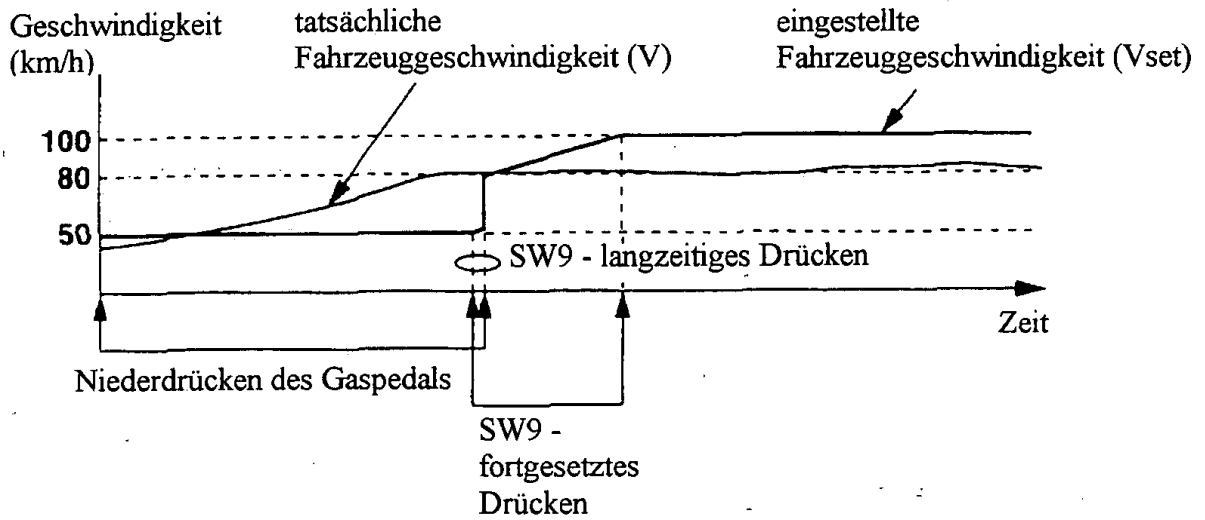 Geschwindigkeit
(km/h)
tatsächliche
Fahrzeuggeschwindigkeit (V)
eingestellte
Fahrzeuggeschwindigkeit (Vset)
100
80
50
SW9 - langzeitiges Drücken
Zeit
Niederdrücken des Gaspedals
SW9 -
fortgesetztes
Drücken